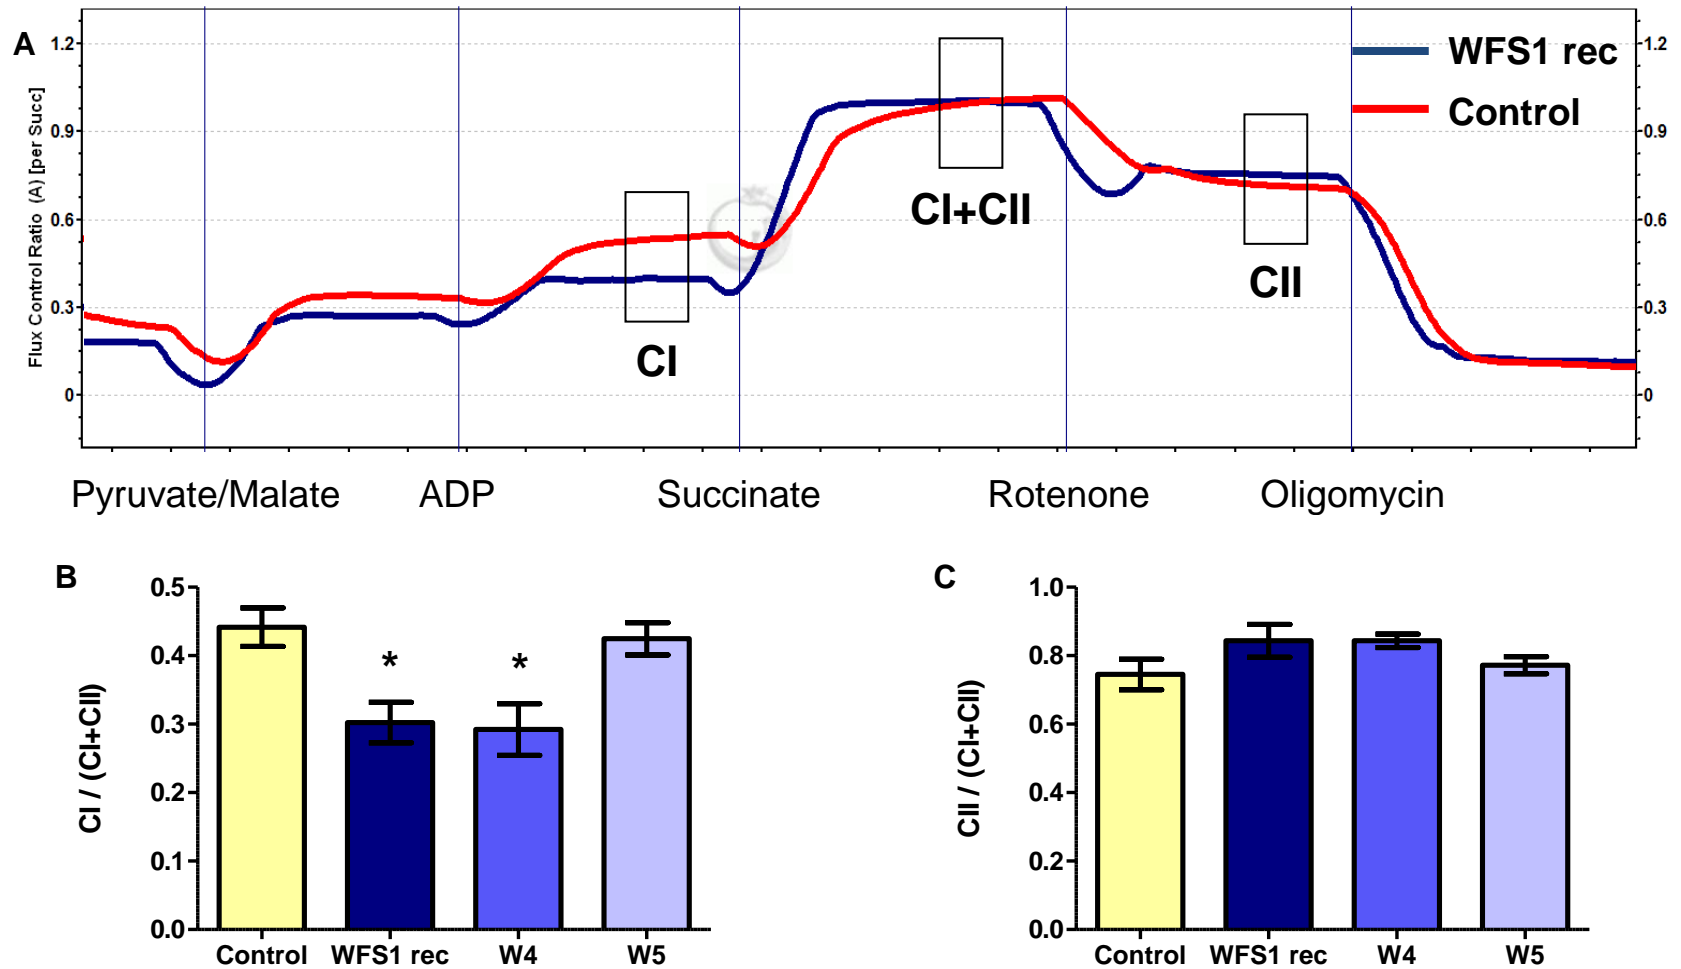 A
WFS1 rec
Control
Flux Control Ratio (A) [per Succ]
1.2
0.9
0.6
0.3
0
1.2
0.9
0.6
0.3
0
CI
CI+CII
CII
Pyruvate/Malate ADP Succinate Rotenone Oligomycin
B
CI / (CI+CII)
0.5
0.4
0.3
0.2
0.1
0.0
*
*
Control WFS1 rec W4 W5
C
CII / (CI+CII)
1.0
0.8
0.6
0.4
0.2
0.0
Control WFS1 rec W4 W5